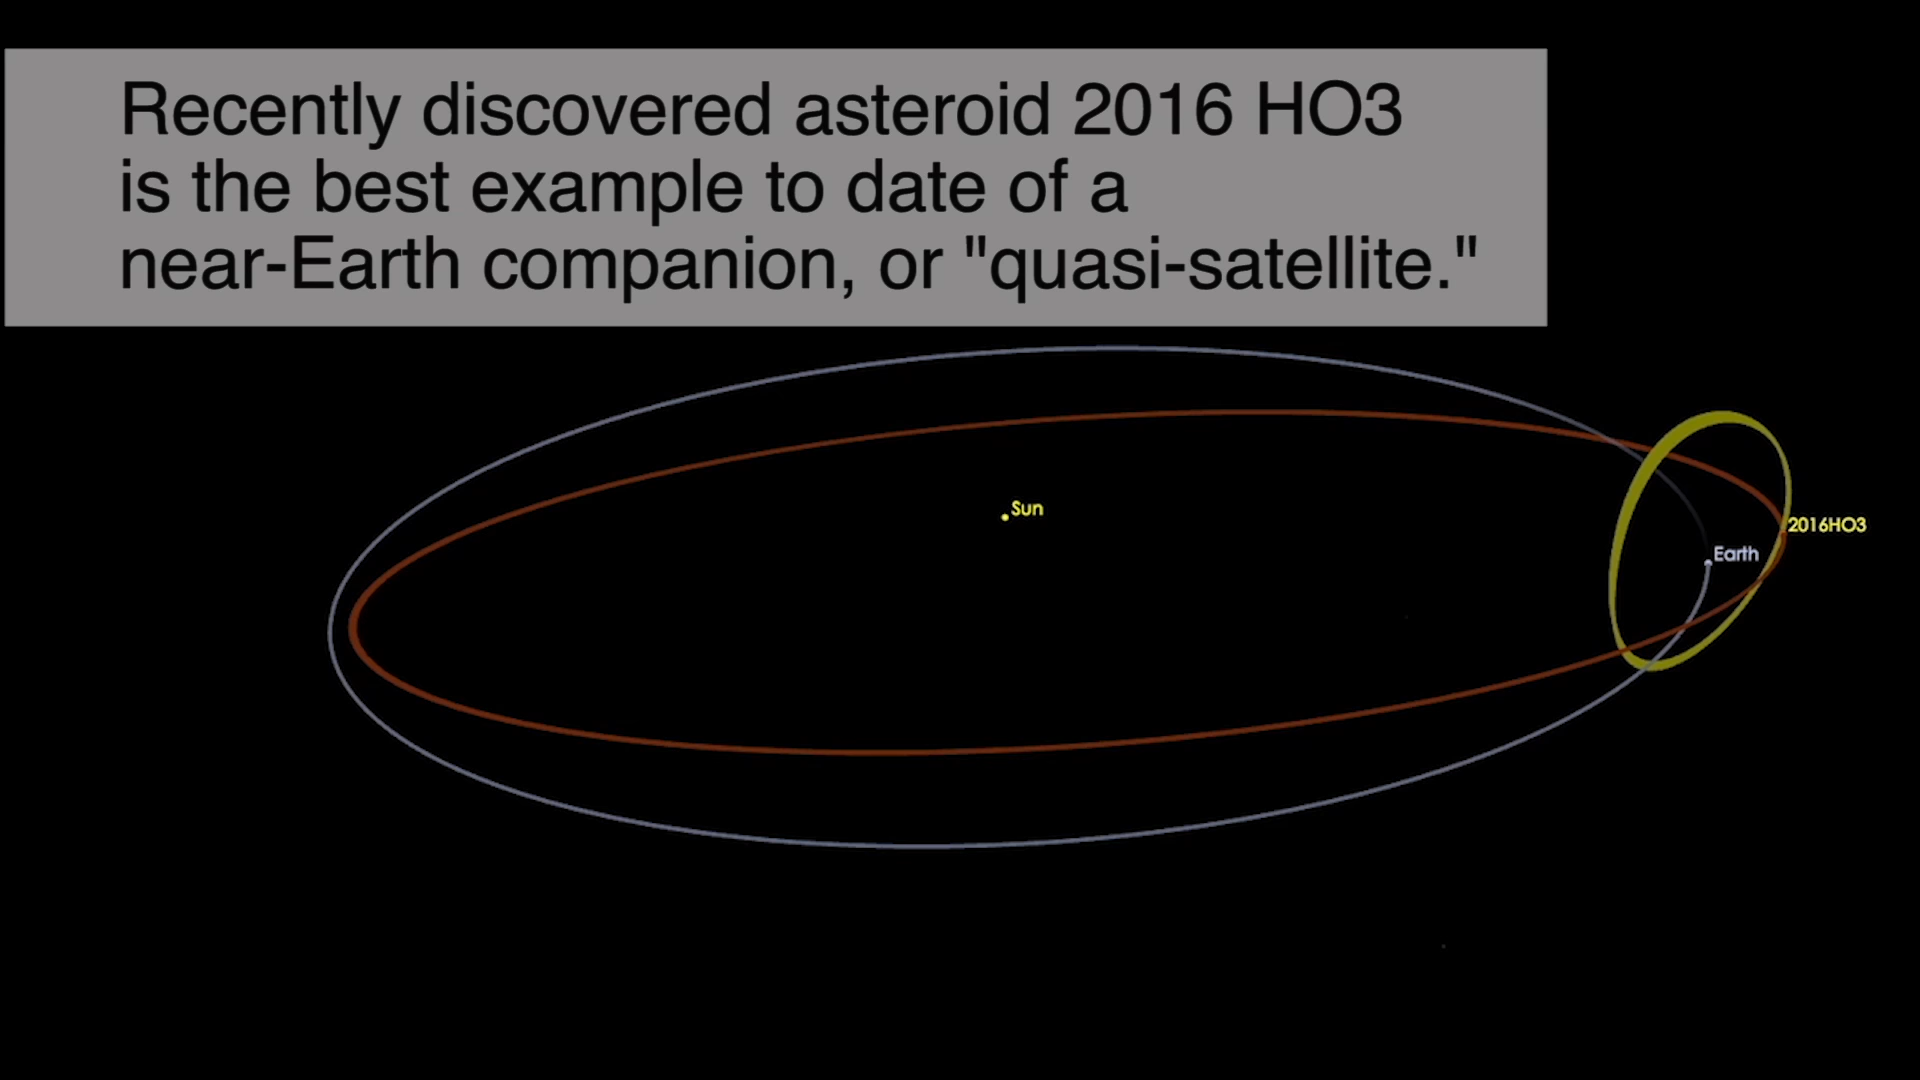 Recently discovered asteroid 2016 HO3
is the best example to date of a
near-Earth companion, or "quasi-satellite."
Sun
2016HO3
Earth